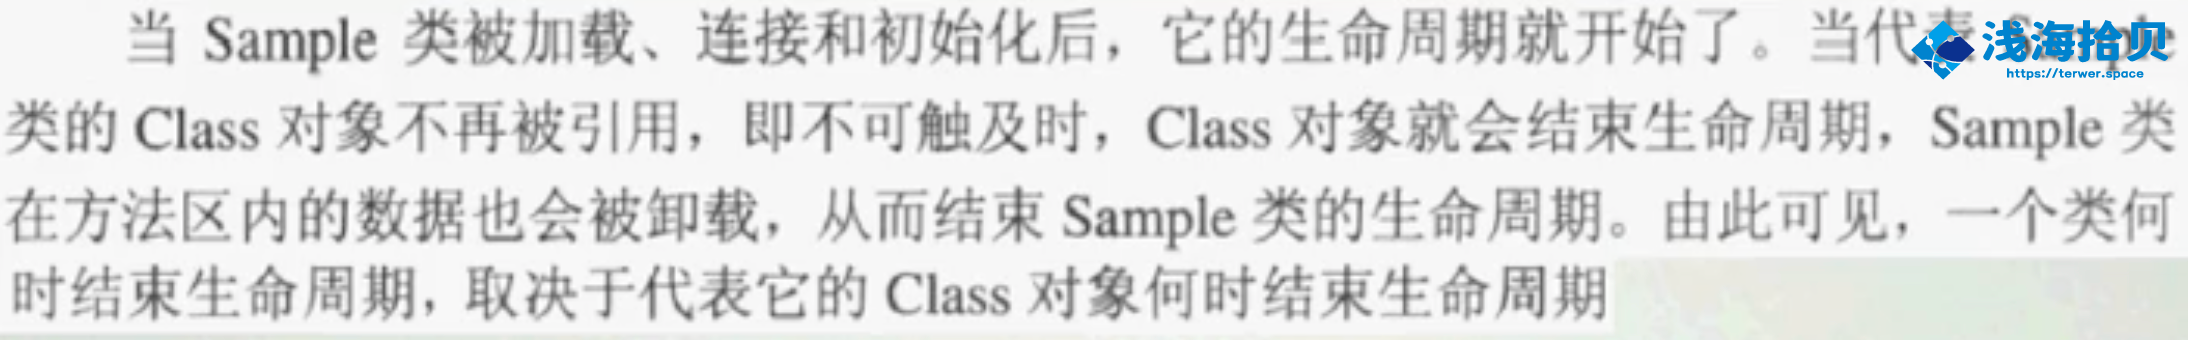 当 Sample 类被加载、连接和初始化后，它的生命周期就开始了。当代表 Sample
浅海拾贝
https://terwer.space
类的 Class 对象不再被引用，即不可触及时，Class 对象就会结束生命周期，Sample 类
在方法区内的数据也会被卸载，从而结束 Sample 类的生命周期。由此可见，一个类何
时结束生命周期，取决于代表它的 Class 对象何时结束生命周期